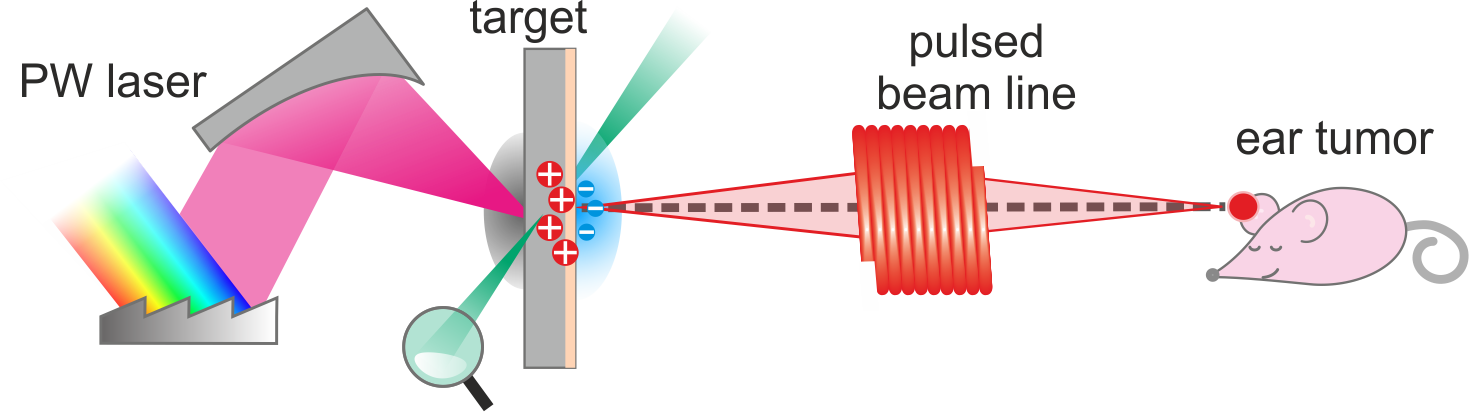 PW laser
target
pulsed
beam line
ear tumor